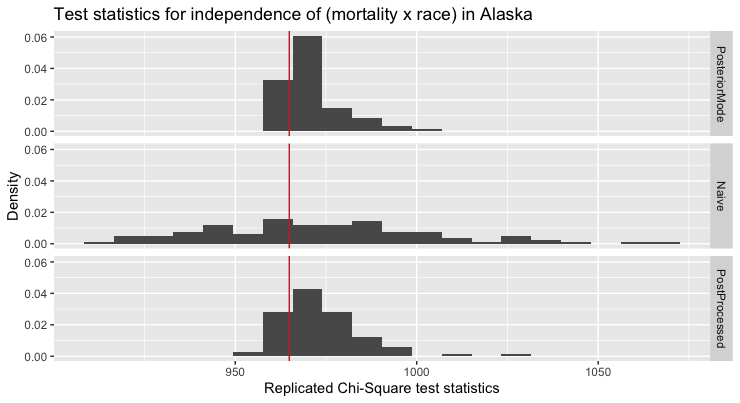 Test statistics for independence of (mortality x race) in Alaska
0.06
0.04
0.02
0.00
PosteriorMode
0.06
0.04
0.02
0.00
Naive
0.06
0.04
0.02
0.00
PostProcessed
Density
950
1000
1050
Replicated Chi-Square test statistics